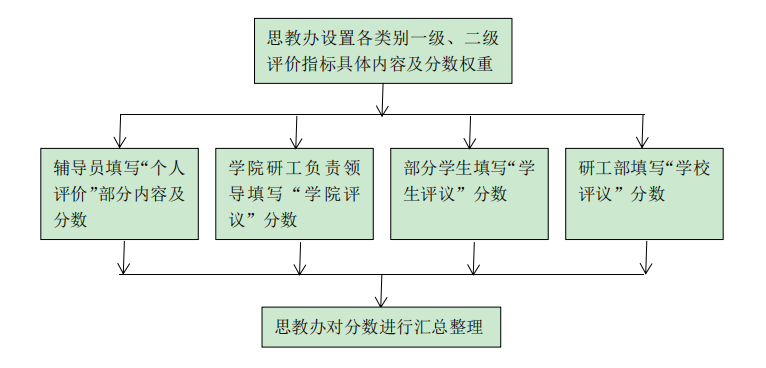 思教办设置各类别一级、二级
评价指标具体内容及分数权重
辅导员填写“个人
评价”部分内容及
分数
学院研工负责领
导填写“学院评
议”分数
部分学生填写“学
生评议”分数
研工部填写“学校
评议”分数
思教办对分数进行汇总整理